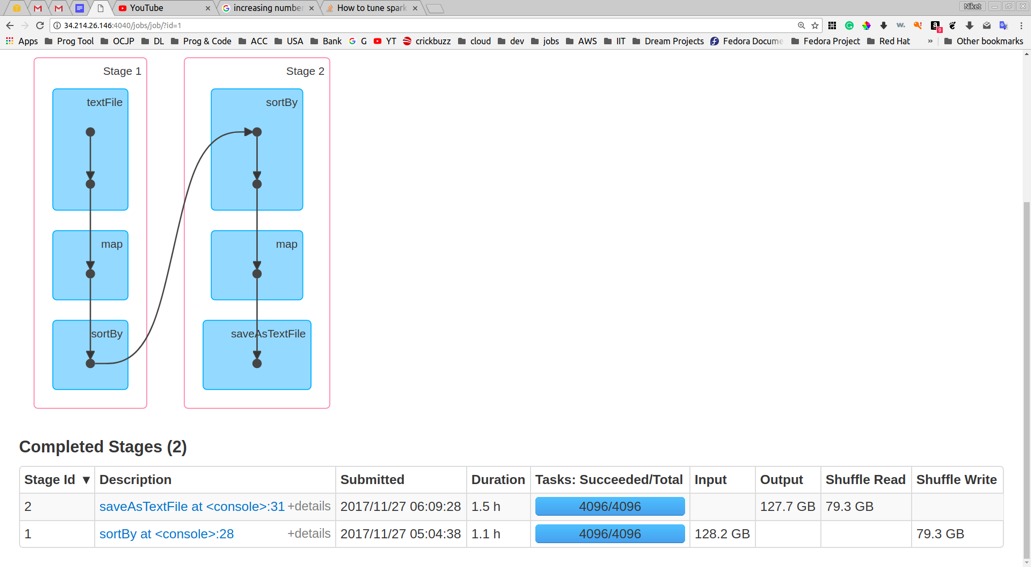 YouTube
increasing numbe
How to tune spark
Niket
34.214.26.146:4040/jobs/job/?id=1
Apps Prog Tool OCJP DL Prog & Code ACC USA Bank G YT crickbuzz cloud dev jobs AWS IIT Dream Projects Fedora Docume Fedora Project Red Hat » Other bookmarks
Stage 1
textFile
map
sortBy
Stage 2
sortBy
map
saveAsTextFile
Completed Stages (2)
Stage Id ▾ Description Submitted Duration Tasks: Succeeded/Total Input Output Shuffle Read Shuffle Write
2 saveAsTextFile at <console>:31 +details 2017/11/27 06:09:28 1.5 h 4096/4096 127.7 GB 79.3 GB
1 sortBy at <console>:28 +details 2017/11/27 05:04:38 1.1 h 4096/4096 128.2 GB 79.3 GB